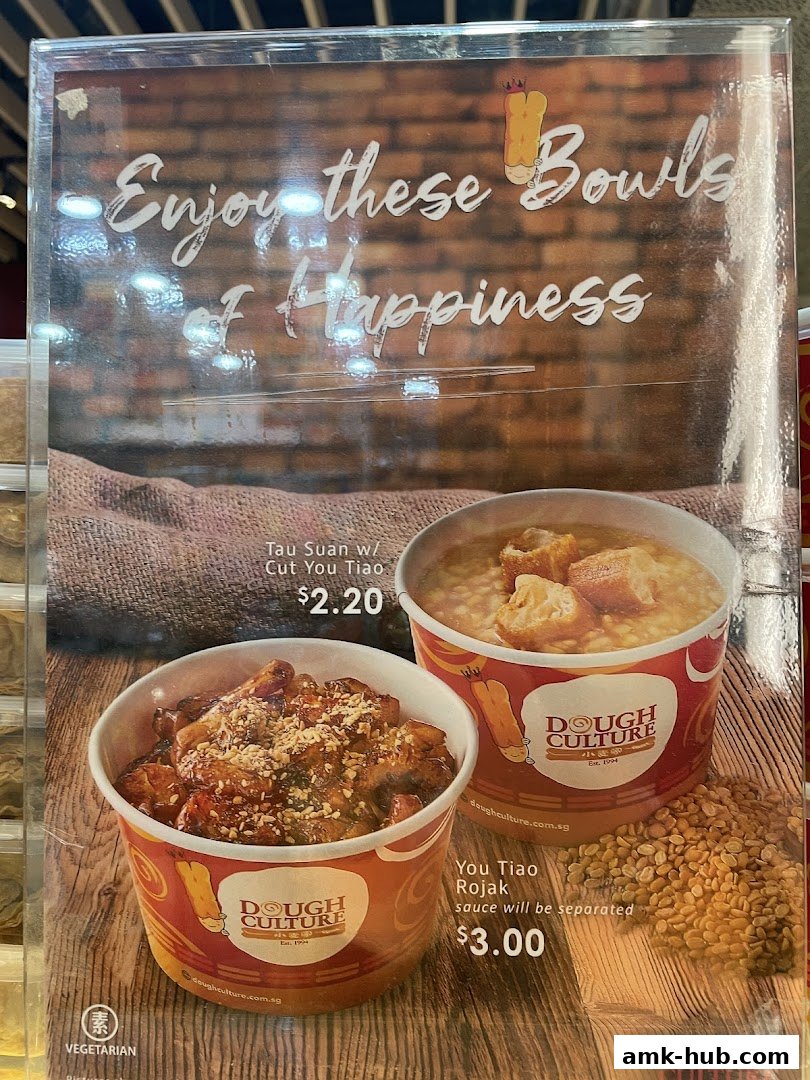 Enjoy these Bowls
of Happiness
Tau Suan w/
Cut You Tiao
$2.20
DOUGH
CULTURE
Est. 1994
doughculture.com.sg
You Tiao
Rojak
sauce will be separated
$3.00
DOUGH
CULTURE
Est. 1994
doughculture.com.sg
素
VEGETARIAN
amk-hub.com